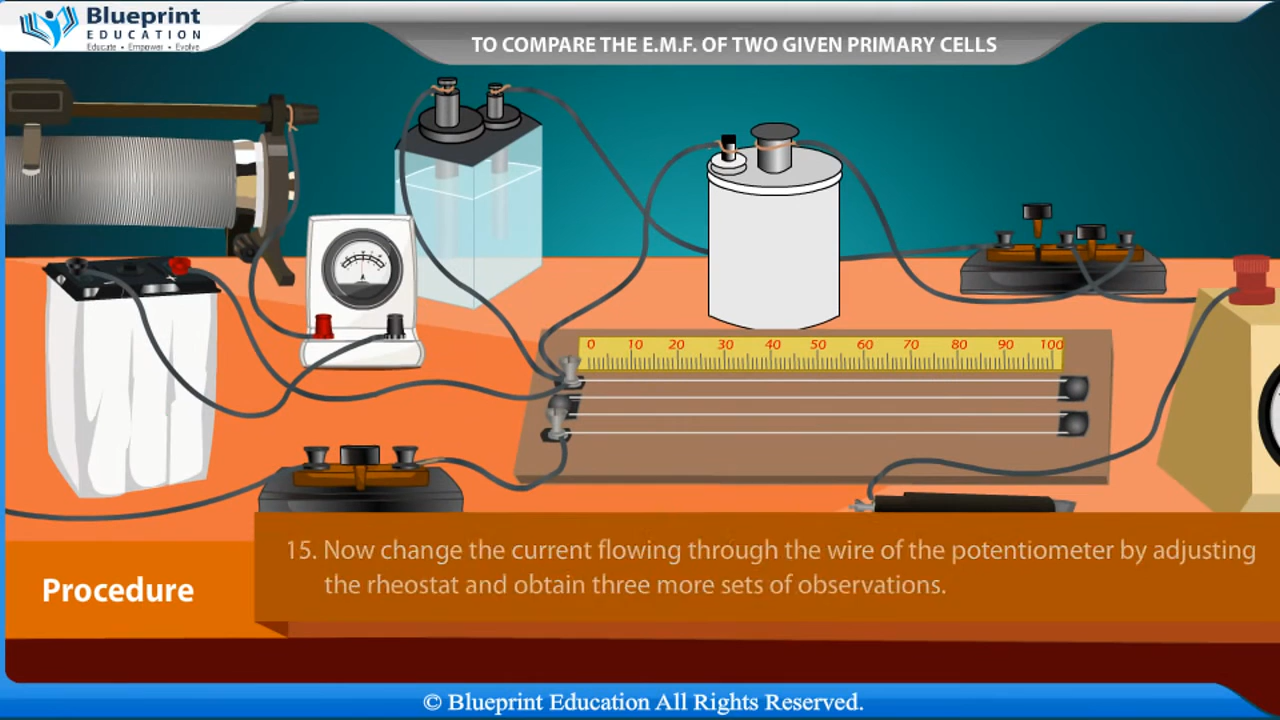 Blueprint
EDUCATION
Educate • Empower • Evolve
TO COMPARE THE E.M.F. OF TWO GIVEN PRIMARY CELLS
0 10 20 30 40 50 60 70 80 90 100
15. Now change the current flowing through the wire of the potentiometer by adjusting
the rheostat and obtain three more sets of observations.
Procedure
© Blueprint Education All Rights Reserved.